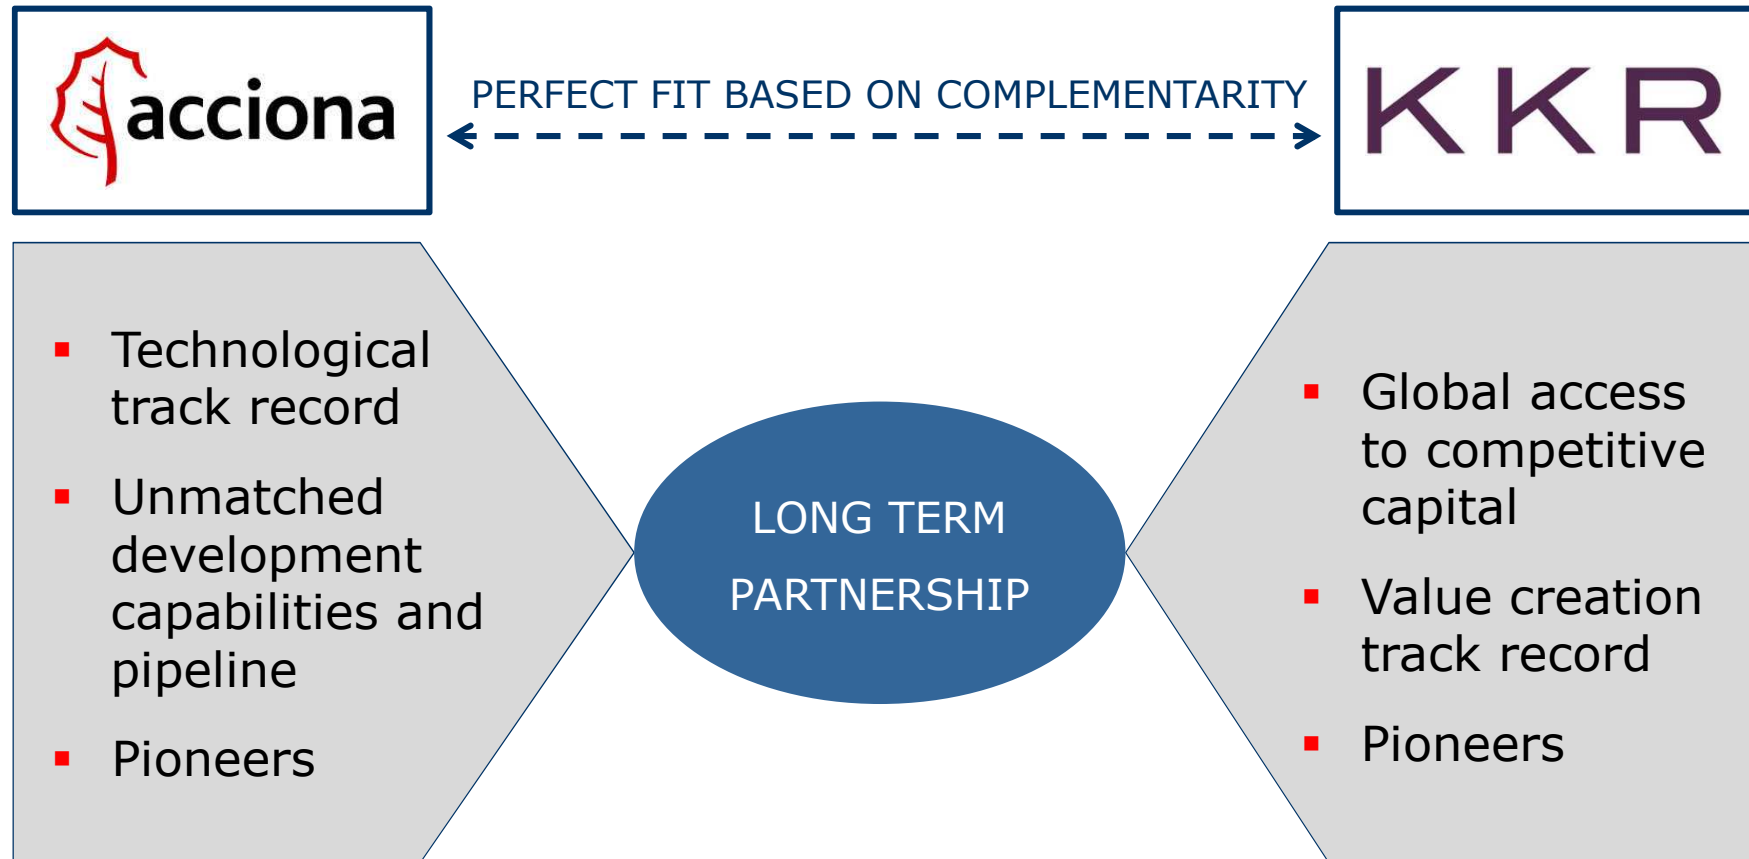 acciona
PERFECT FIT BASED ON COMPLEMENTARITY
KKR
▪ Technological
track record
▪ Unmatched
development
capabilities and
pipeline
▪ Pioneers
LONG TERM
PARTNERSHIP
▪ Global access
to competitive
capital
▪ Value creation
track record
▪ Pioneers